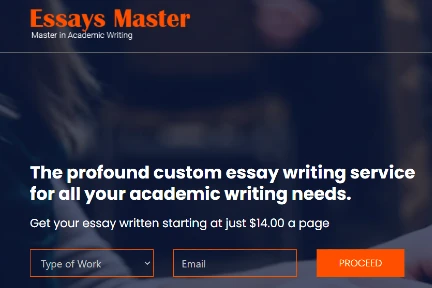 Essays Master
Master in Academic Writing
The profound custom essay writing service
for all your academic writing needs.
Get your essay written starting at just $14.00 a page
Type of Work
Email
PROCEED